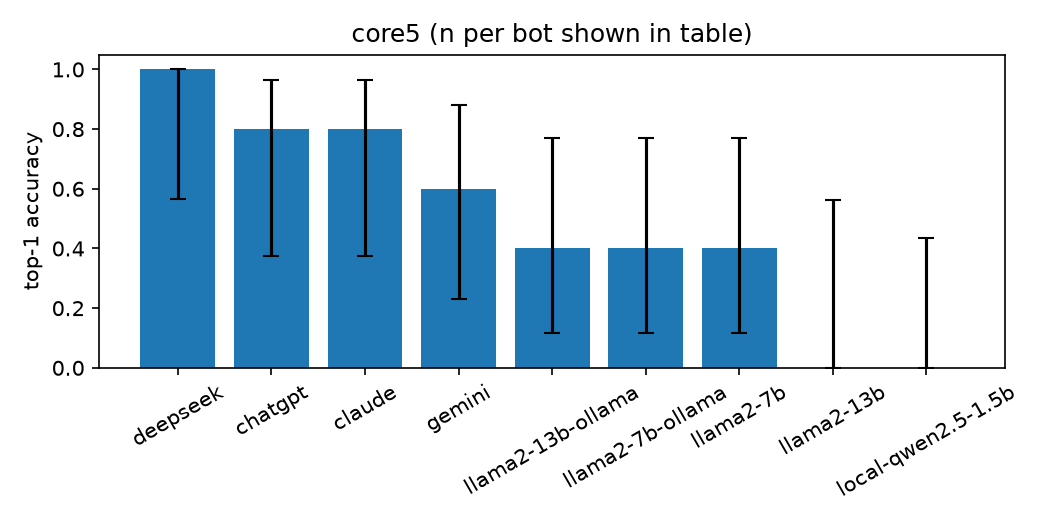 core5 (n per bot shown in table)
top-1 accuracy
1.0
0.8
0.6
0.4
0.2
0.0
deepseek
chatgpt
claude
gemini
llama2-13b-ollama
llama2-7b-ollama
llama2-7b
llama2-13b
local-qwen2.5-1.5b